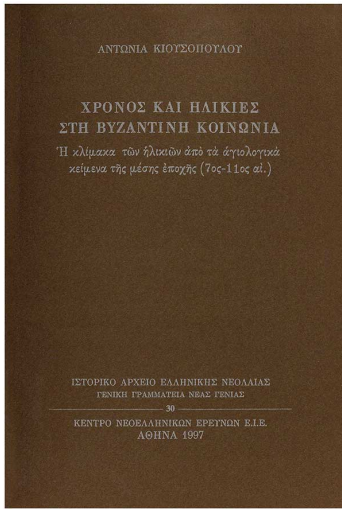 ΑΝΤΩΝΙΑ ΚΙΟΥΣΟΠΟΥΛΟΥ
ΧΡΟΝΟΣ ΚΑΙ ΗΛΙΚΙΕΣ
ΣΤΗ ΒΥΖΑΝΤΙΝΗ ΚΟΙΝΩΝΙΑ
Ἡ κλίμακα τῶν ἡλικιῶν ἀπὸ τὰ ἁγιολογικὰ
κείμενα τῆς μέσης ἐποχῆς (7ος-11ος αἰ.)
ΙΣΤΟΡΙΚΟ ΑΡΧΕΙΟ ΕΛΛΗΝΙΚΗΣ ΝΕΟΛΑΙΑΣ
ΓΕΝΙΚΗ ΓΡΑΜΜΑΤΕΙΑ ΝΕΑΣ ΓΕΝΙΑΣ
30
ΚΕΝΤΡΟ ΝΕΟΕΛΛΗΝΙΚΩΝ ΕΡΕΥΝΩΝ Ε.Ι.Ε.
ΑΘΗΝΑ 1997